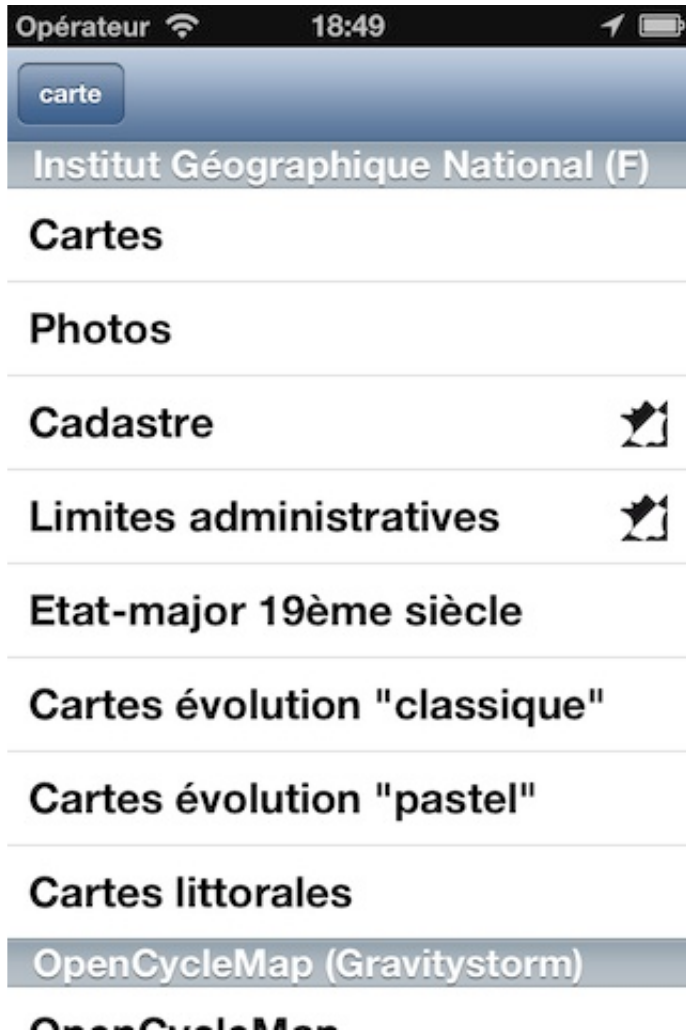 Opérateur 18:49
carte
Institut Géographique National (F)
Cartes
Photos
Cadastre
Limites administratives
Etat-major 19ème siècle
Cartes évolution "classique"
Cartes évolution "pastel"
Cartes littorales
OpenCycleMap (Gravitystorm)
OpenCycleMap